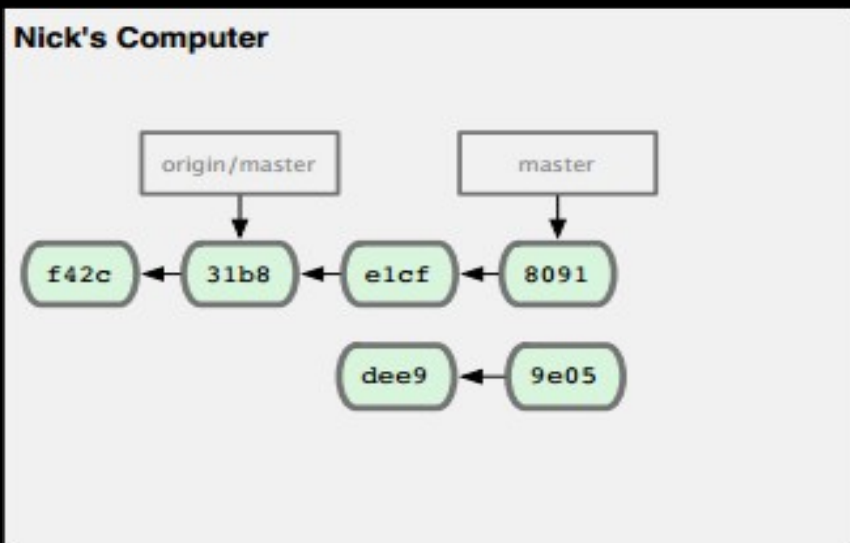 Nick's Computer
origin/master master
f42c 31b8 e1cf 8091
dee9 9e05